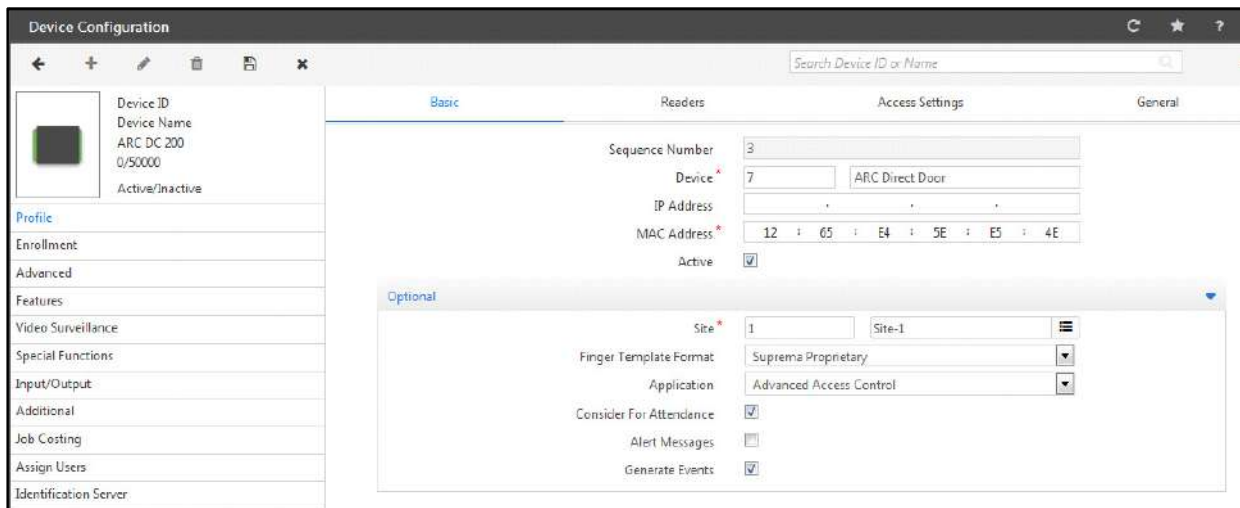 Device Configuration
?
Search Device ID or Name
Device ID
Device Name
ARC DC 200
0/50000
Active/Inactive
Profile
Enrollment
Advanced
Features
Video Surveillance
Special Functions
Input/Output
Additional
Job Costing
Assign Users
Identification Server
Basic Readers Access Settings General
Sequence Number 3
Device * 7 ARC Direct Door
IP Address . . .
MAC Address * 12 : 65 : E4 : 5E : E5 : 4E
Active
Optional
Site * 1 Site-1
Finger Template Format Suprema Proprietary
Application Advanced Access Control
Consider For Attendance
Alert Messages
Generate Events